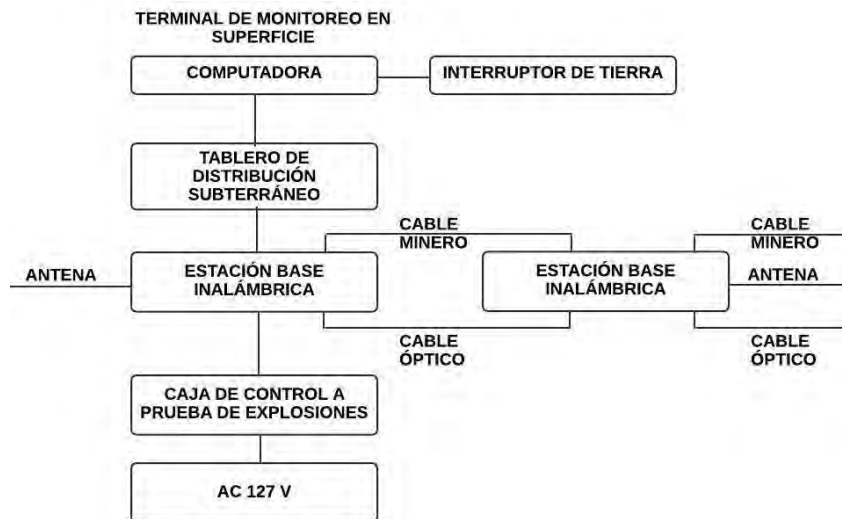 TERMINAL DE MONITOREO EN
SUPERFICIE
COMPUTADORA
INTERRUPTOR DE TIERRA
TABLERO DE
DISTRIBUCIÓN
SUBTERRÁNEO
CABLE
MINERO
CABLE
MINERO
ANTENA
ESTACIÓN BASE
INALÁMBRICA
ESTACIÓN BASE
INALÁMBRICA
ANTENA
CABLE
ÓPTICO
CABLE
ÓPTICO
CAJA DE CONTROL A
PRUEBA DE EXPLOSIONES
AC 127 V